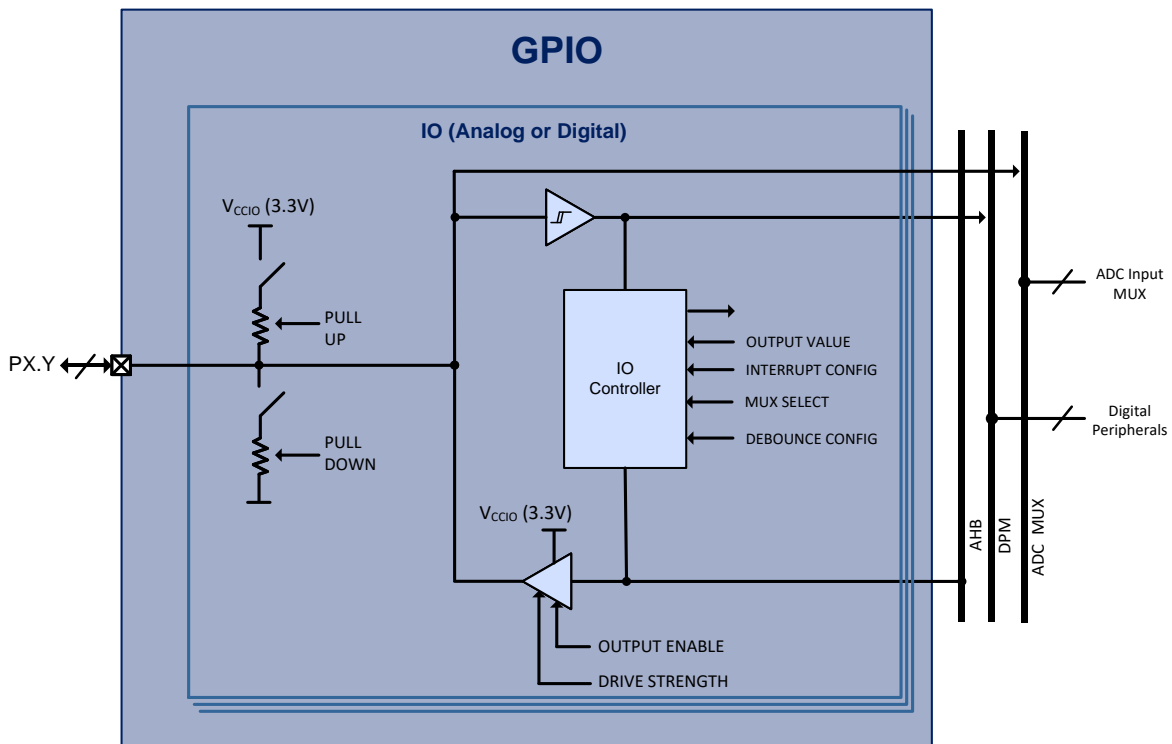 GPIO
IO (Analog or Digital)
VCCIO (3.3V)
PULL
UP
PX.Y
PULL
DOWN
IO
Controller
OUTPUT VALUE
INTERRUPT CONFIG
MUX SELECT
DEBOUNCE CONFIG
VCCIO (3.3V)
OUTPUT ENABLE
DRIVE STRENGTH
AHB
DPM
ADC MUX
ADC Input
MUX
Digital
Peripherals